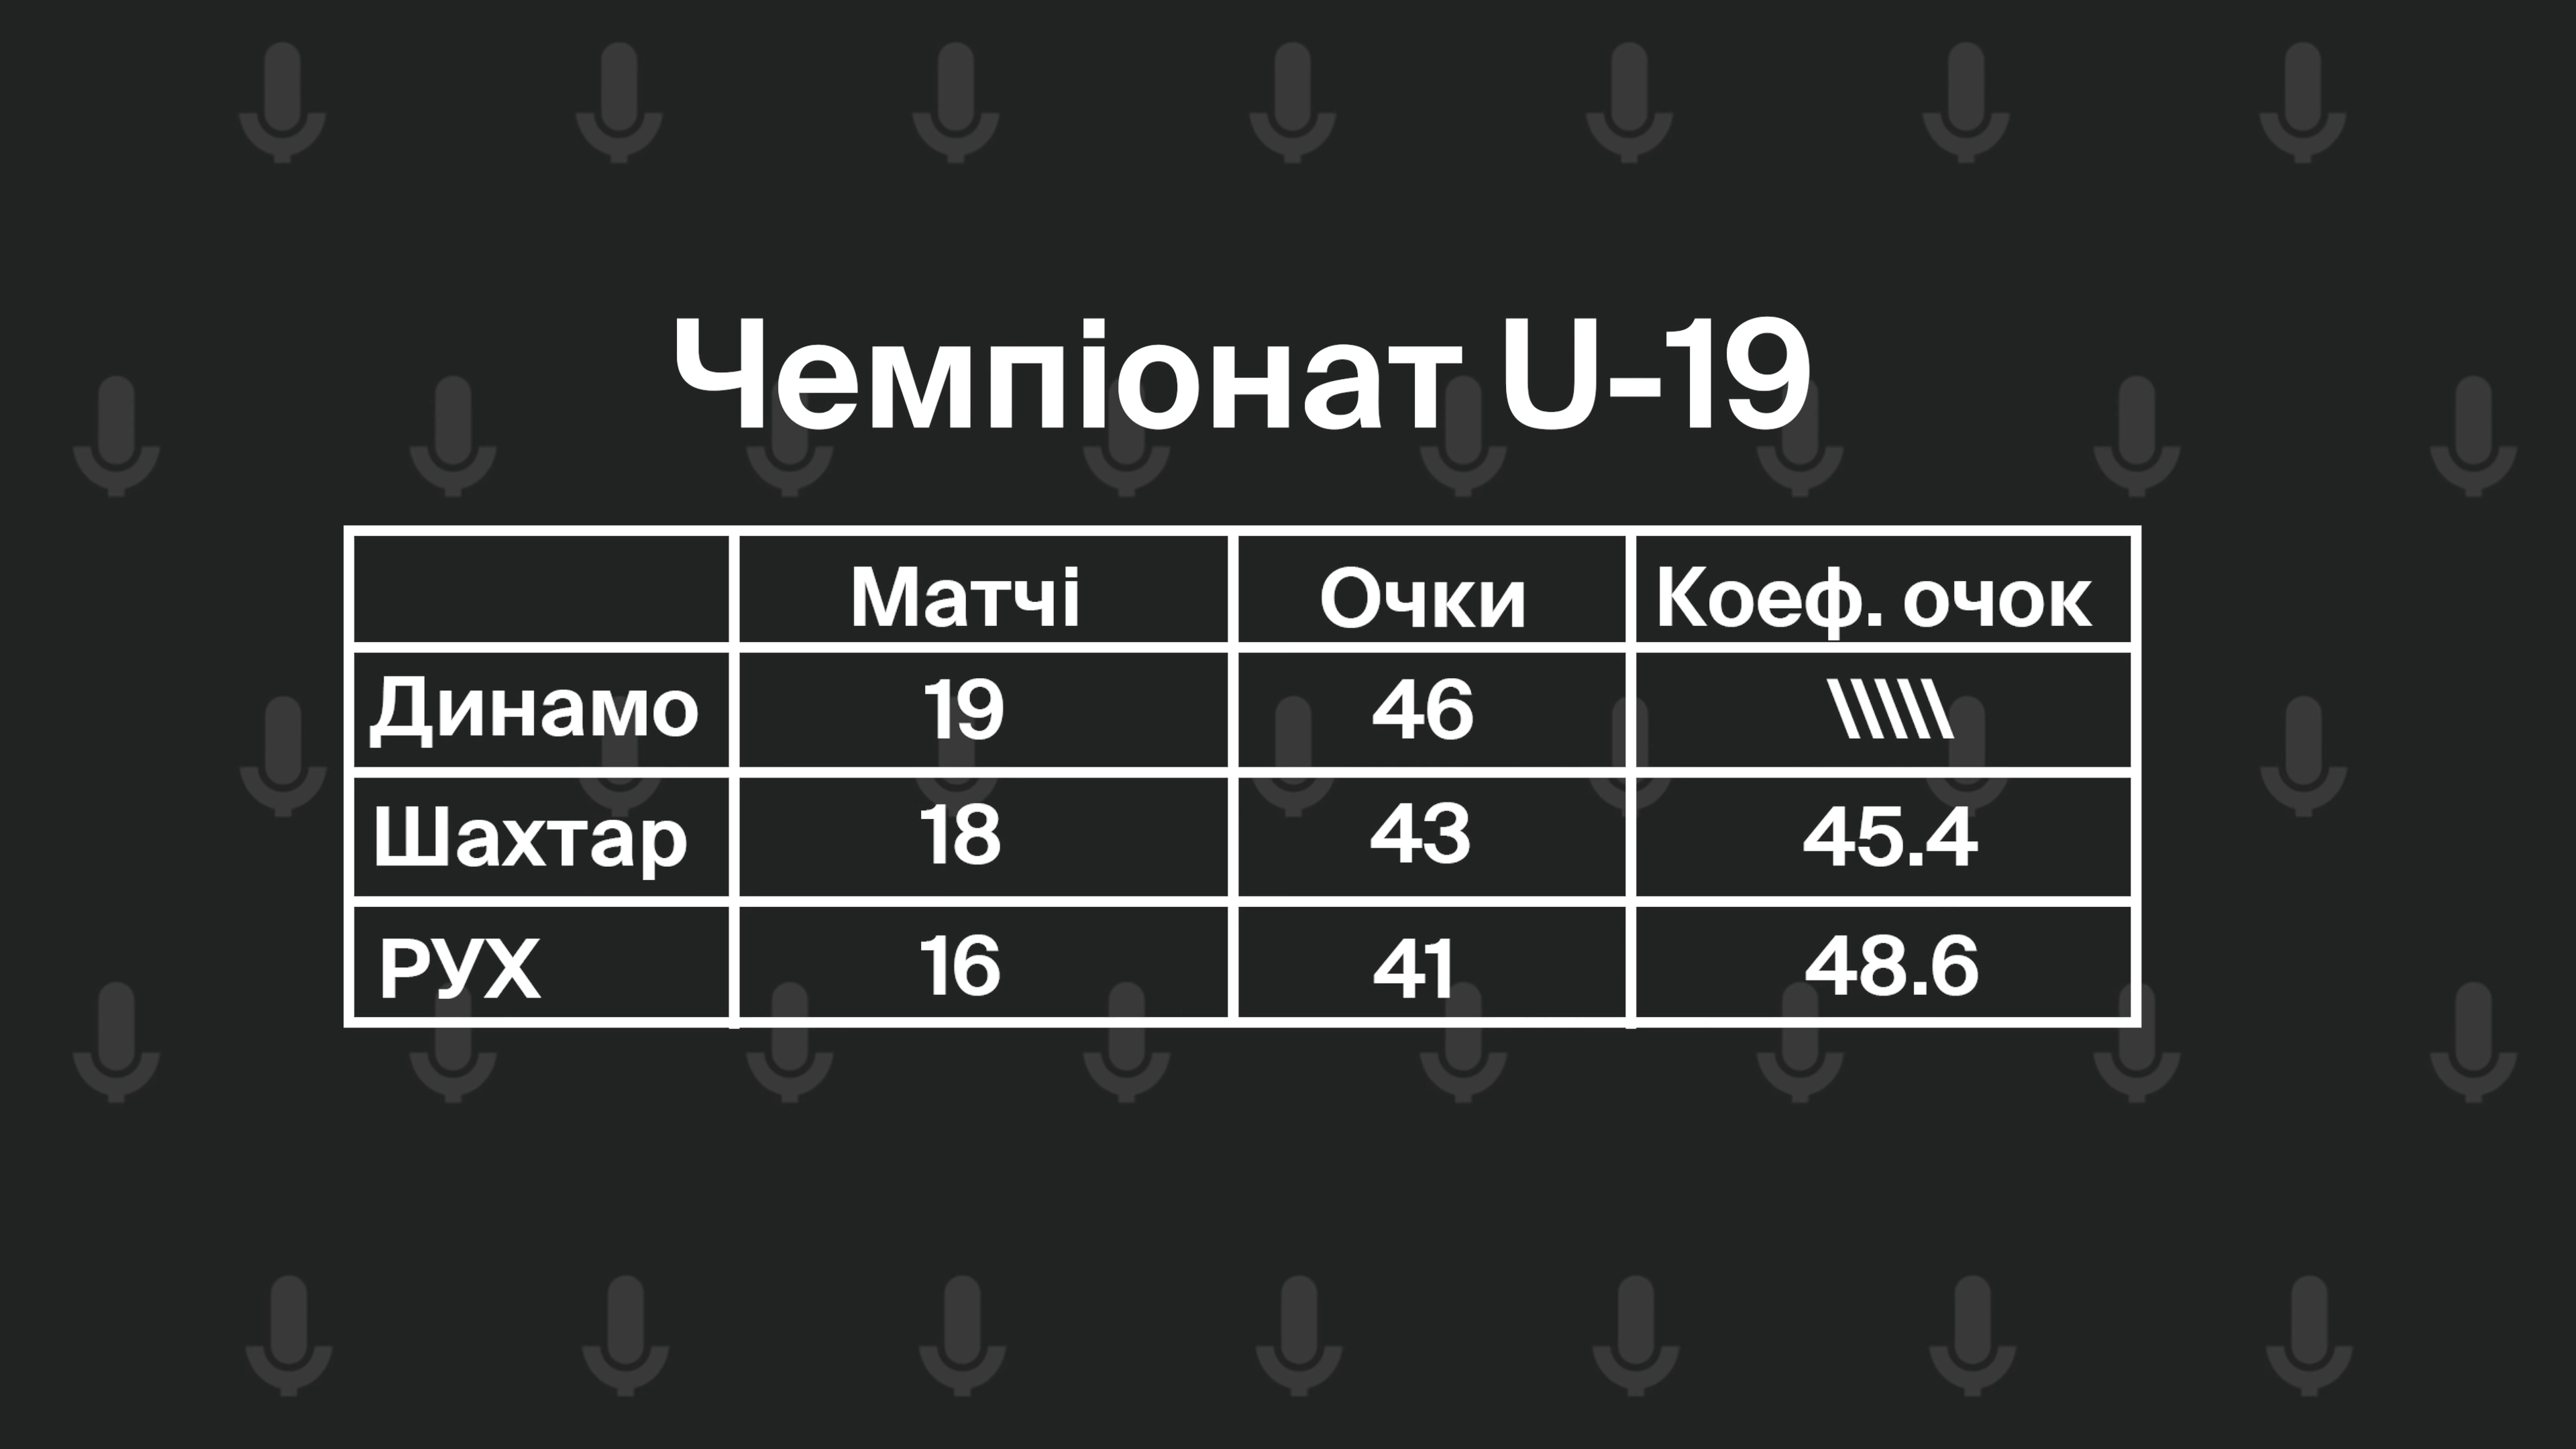 Чемпіонат U-19
Матчі Очки Коеф. очок
Динамо 19 46 \\\\\
Шахтар 18 43 45.4
РУХ 16 41 48.6